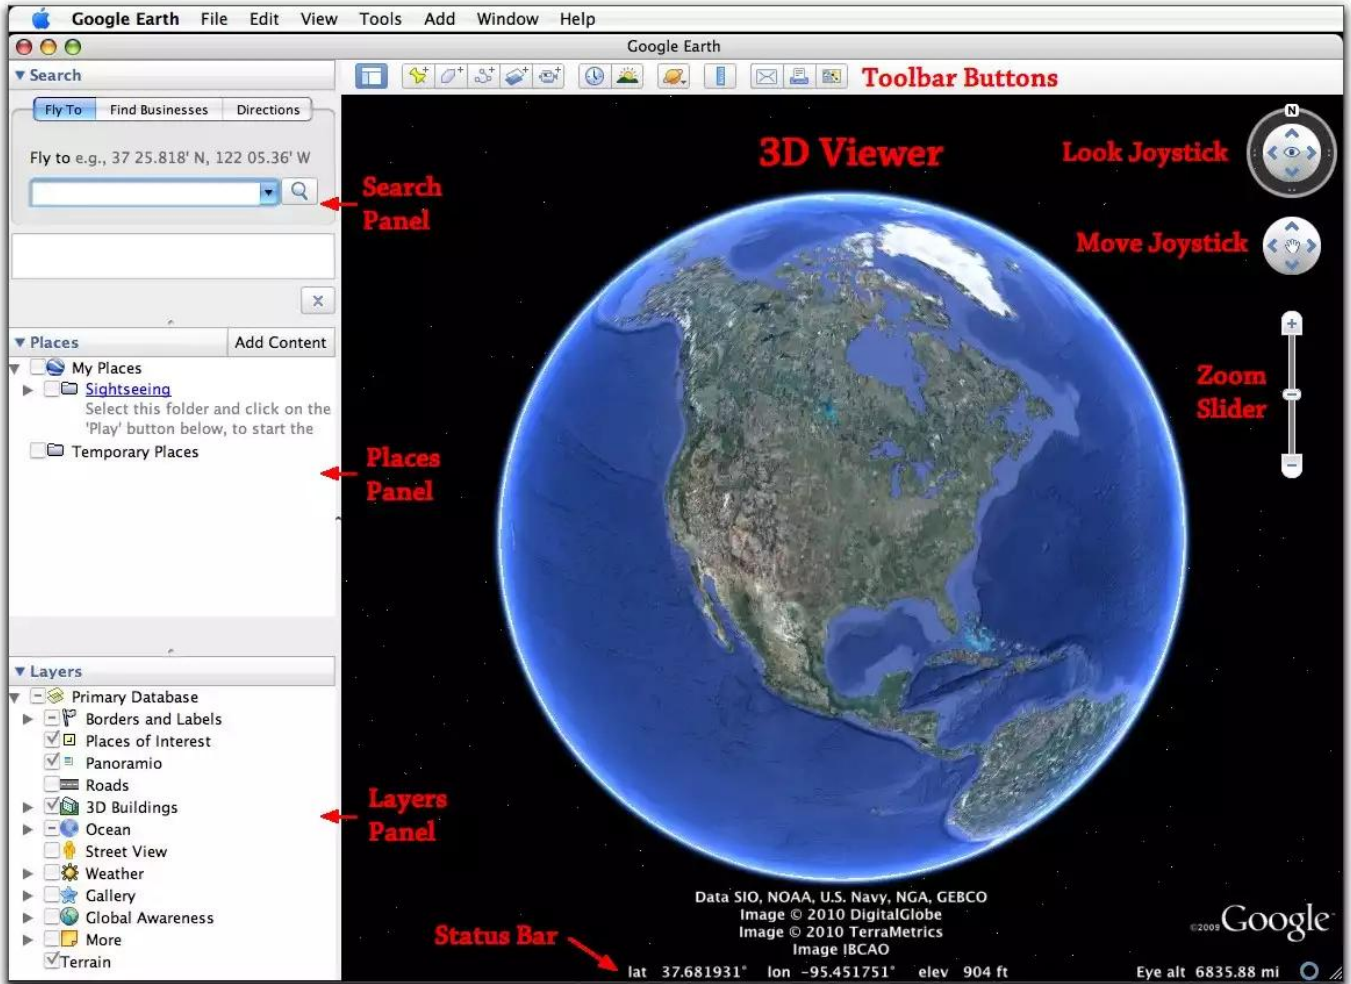 Google Earth File Edit View Tools Add Window Help
Google Earth
Search
Toolbar Buttons
Fly To Find Businesses Directions
Fly to e.g., 37 25.818' N, 122 05.36' W
Search
Panel
Places Add Content
My Places
Sightseeing
Select this folder and click on the
'Play' button below, to start the
Temporary Places
Places
Panel
Layers
Primary Database
Borders and Labels
Places of Interest
Panoramio
Roads
3D Buildings
Ocean
Street View
Weather
Gallery
Global Awareness
More
Terrain
Layers
Panel
3D Viewer
N
Look Joystick
Move Joystick
Zoom
Slider
Data SIO, NOAA, U.S. Navy, NGA, GEBCO
Image © 2010 DigitalGlobe
Image © 2010 TerraMetrics
Image IBCAO
©2009 Google
Status Bar
lat 37.681931° lon -95.451751° elev 904 ft
Eye alt 6835.88 mi